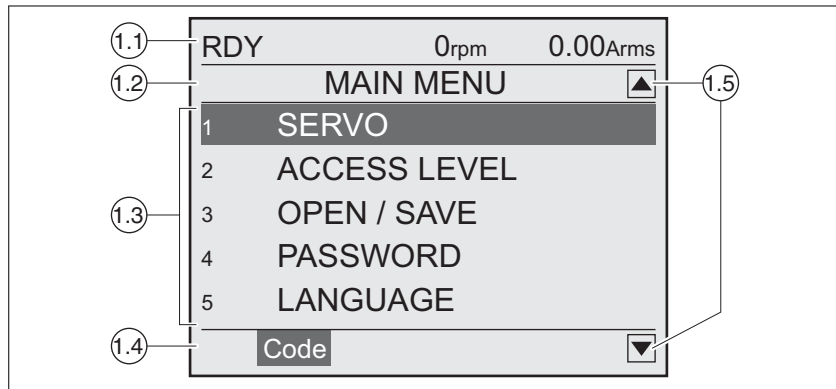 1.1 RDY 0rpm 0.00Arms
1.2 MAIN MENU 1.5
1 SERVO
2 ACCESS LEVEL
1.3 3 OPEN / SAVE
4 PASSWORD
5 LANGUAGE
1.4 Code